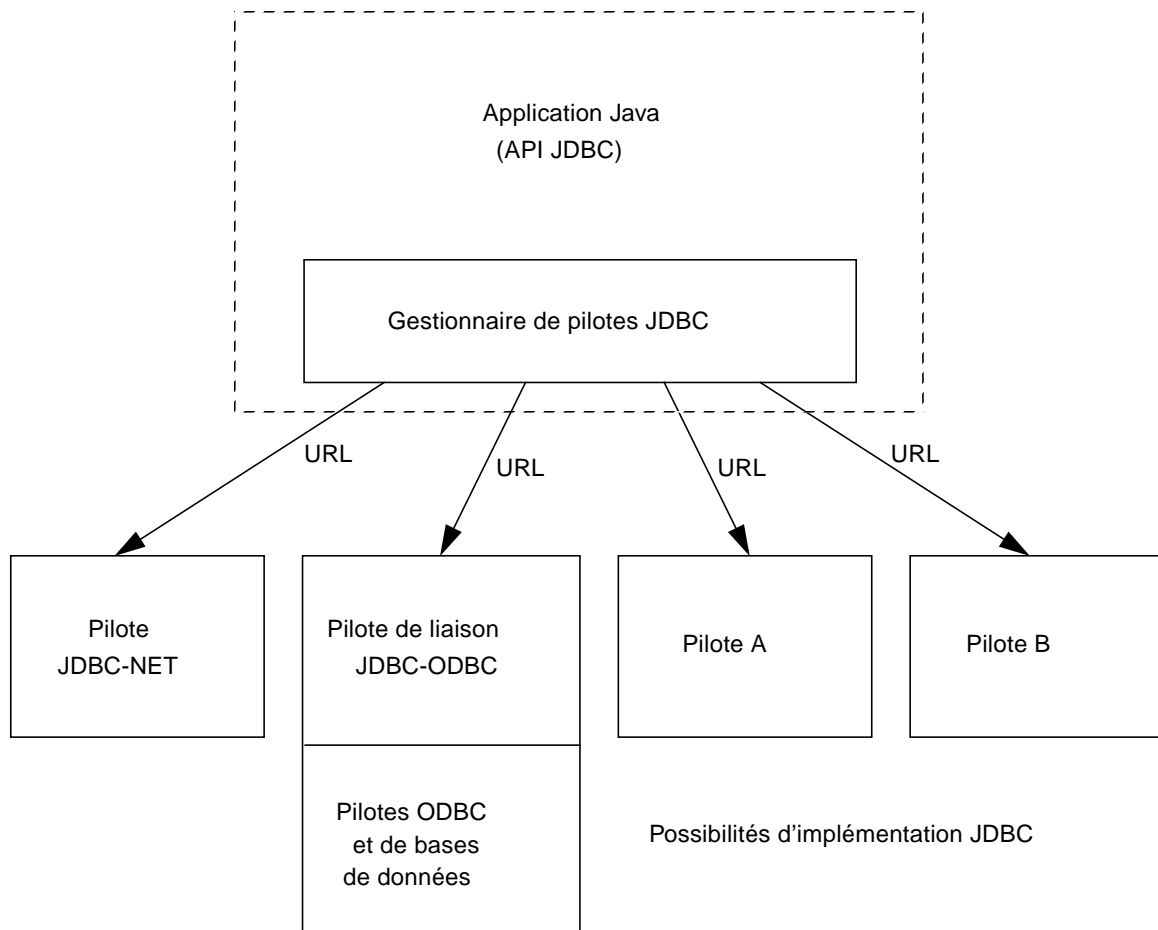 Application Java
(API JDBC)
Gestionnaire de pilotes JDBC
URL
URL
URL
URL
Pilote
JDBC-NET
Pilote de liaison
JDBC-ODBC
Pilote A
Pilote B
Pilotes ODBC
et de bases
de données
Possibilités d'implémentation JDBC